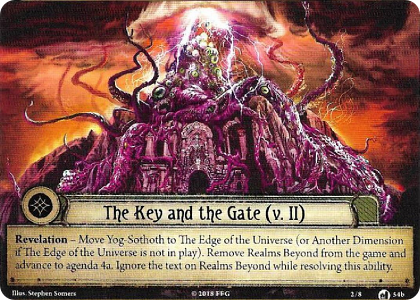 The Key and the Gate (v. II)
Revelation – Move Yog-Sothoth to The Edge of the Universe (or Another Dimension
if The Edge of the Universe is not in play). Remove Realms Beyond from the game and
advance to agenda 4a. Ignore the text on Realms Beyond while resolving this ability.
Illus. Stephen Somers © 2018 FFG 2/8 54b